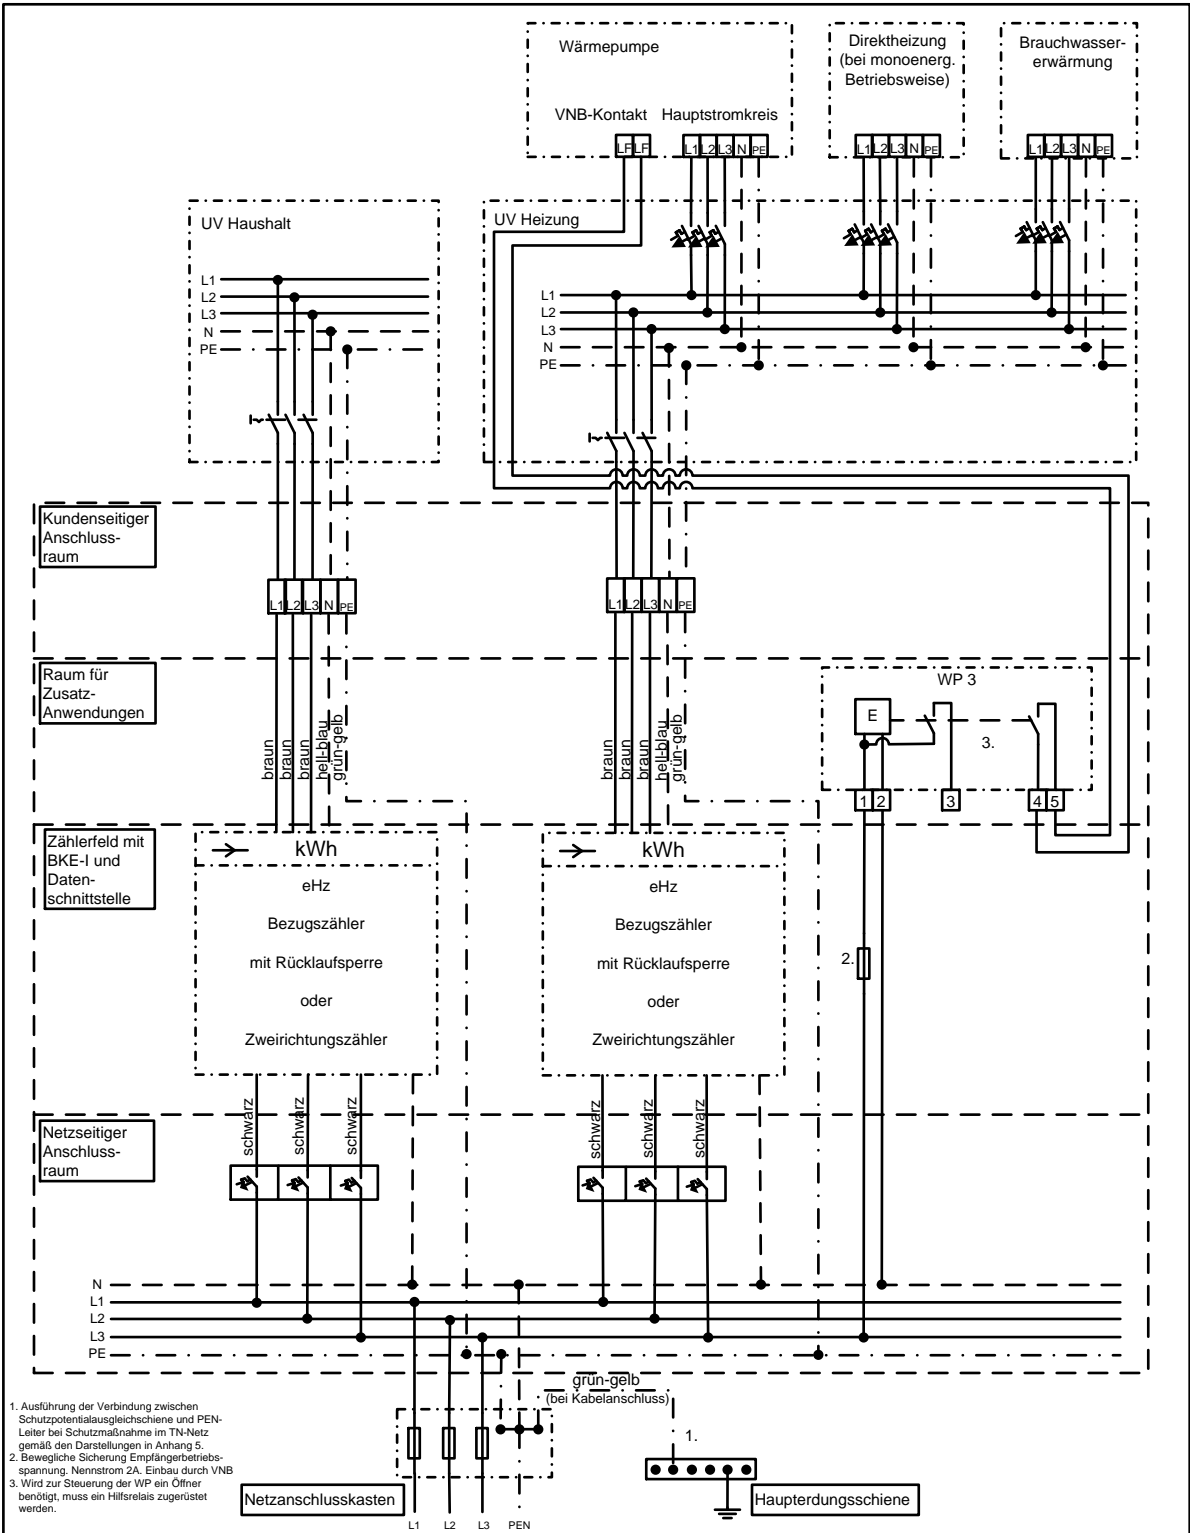 Wärmepumpe
VNB-Kontakt Hauptstromkreis
LF LF L1 L2 L3 N PE
Direktheizung
(bei monoenerg.
Betriebsweise)
L1 L2 L3 N PE
Brauchwasser-
erwärmung
L1 L2 L3 N PE
UV Haushalt
L1
L2
L3
N
PE
UV Heizung
L1
L2
L3
N
PE
Kundenseitiger
Anschluss-
raum
L1 L2 L3 N PE
L1 L2 L3 N PE
Raum für
Zusatz-
Anwendungen
braun
braun
braun
hell-blau
grün-gelb
braun
braun
braun
hell-blau
grün-gelb
WP 3
E
3.
1 2 3 4 5
Zählerfeld mit
BKE-I und
Daten-
schnittstelle
kWh
eHz
Bezugszähler
mit Rücklaufsperre
oder
Zweirichtungszähler
kWh
eHz
Bezugszähler
mit Rücklaufsperre
oder
Zweirichtungszähler
2.
Netzseitiger
Anschluss-
raum
schwarz
schwarz
schwarz
schwarz
schwarz
schwarz
N
L1
L2
L3
PE
grün-gelb
(bei Kabelanschluss)
1.
1. Ausführung der Verbindung zwischen
Schutzpotentialausgleichschiene und PEN-
Leiter bei Schutzmaßnahme im TN-Netz
gemäß den Darstellungen in Anhang 5.
2. Bewegliche Sicherung Empfängerbetriebs-
spannung. Nennstrom 2A. Einbau durch VNB
3. Wird zur Steuerung der WP ein Öffner
benötigt, muss ein Hilfsrelais zugerüstet
werden.
Netzanschlusskasten
L1 L2 L3 PEN
Haupterdungsschiene